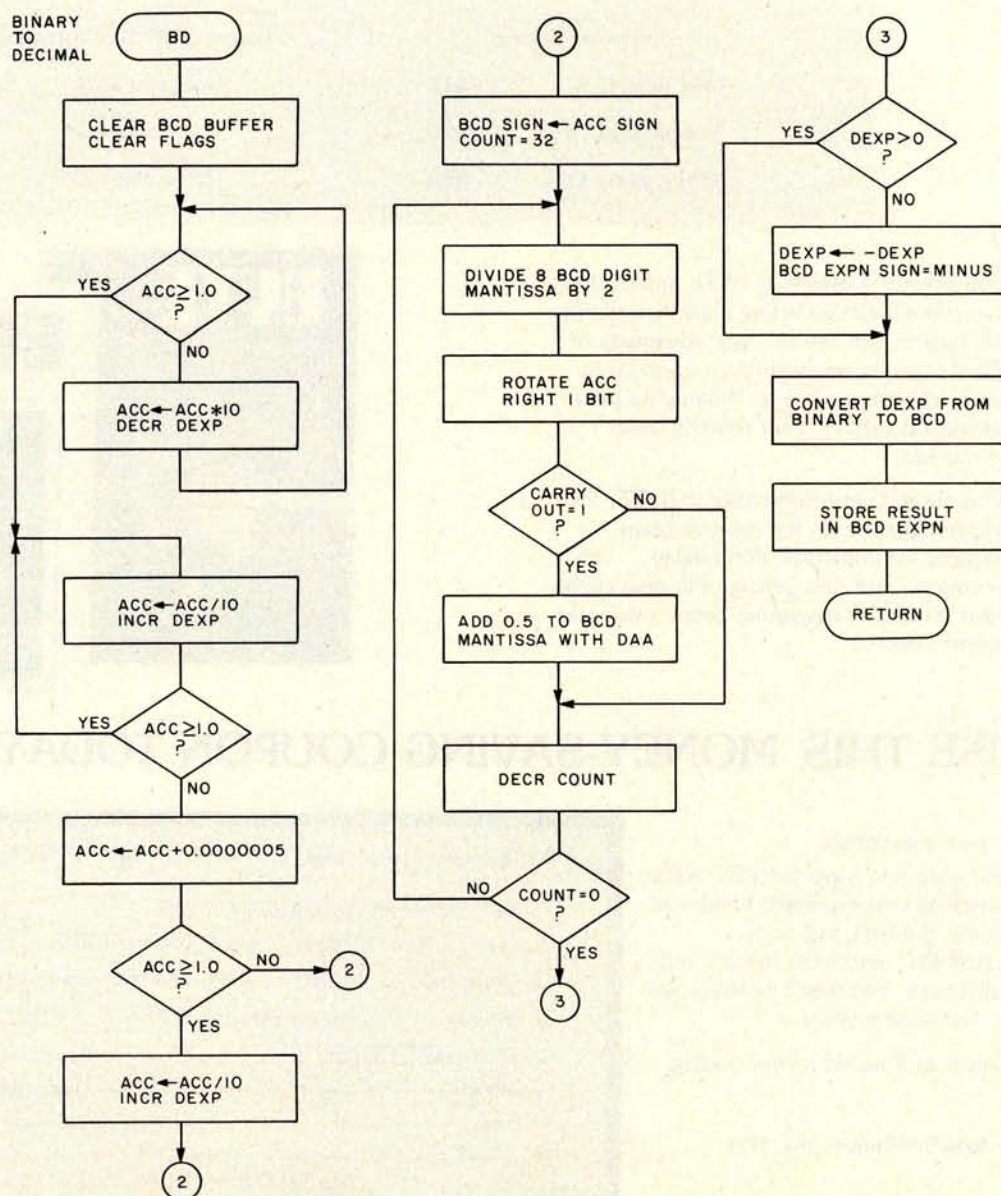 BINARY
TO
DECIMAL
BD
CLEAR BCD BUFFER
CLEAR FLAGS
YES
ACC≥1.0
?
NO
ACC←ACC*10
DECR DEXP
ACC←ACC/10
INCR DEXP
YES
ACC≥1.0
?
NO
ACC←ACC+0.0000005
ACC≥1.0
?
NO
2
YES
ACC←ACC/10
INCR DEXP
2
2
BCD SIGN←ACC SIGN
COUNT=32
DIVIDE 8 BCD DIGIT
MANTISSA BY 2
ROTATE ACC
RIGHT 1 BIT
CARRY
OUT=1
?
NO
YES
ADD 0.5 TO BCD
MANTISSA WITH DAA
DECR COUNT
NO
COUNT=0
?
YES
3
3
YES
DEXP>0
?
NO
DEXP← -DEXP
BCD EXPN SIGN=MINUS
CONVERT DEXP FROM
BINARY TO BCD
STORE RESULT
IN BCD EXPN
RETURN
THIS MONEY SAVING COUPON TODAY